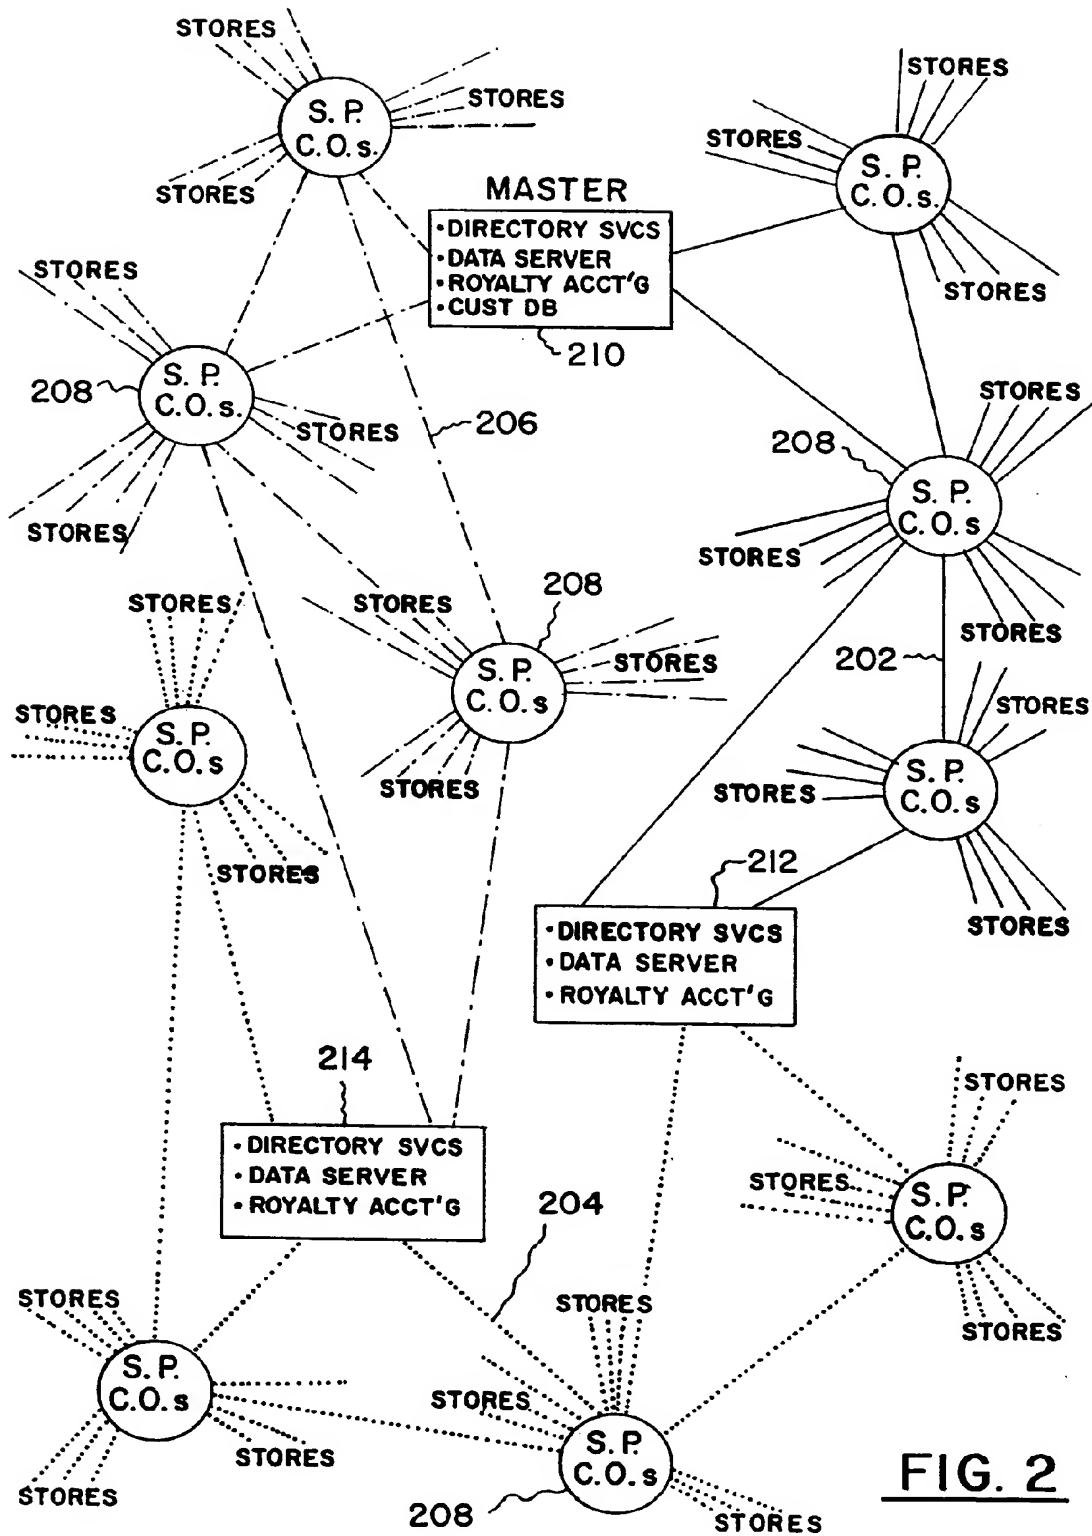 STORES
S. P.
C.O.s.
STORES
STORES
STORES
STORES
S. P.
C.O.s.
STORES
MASTER
•DIRECTORY SVCS
•DATA SERVER
•ROYALTY ACCT'G
•CUST DB
210
STORES
208
S. P.
C.O.s.
STORES
STORES
206
STORES
208
S. P.
C.O.s
STORES
STORES
202
STORES
STORES
208
S. P.
C.O.s
STORES
STORES
STORES
S. P.
C.O.s
STORES
STORES
S. P.
C.O.s
STORES
STORES
212
•DIRECTORY SVCS
•DATA SERVER
•ROYALTY ACCT'G
214
•DIRECTORY SVCS
•DATA SERVER
•ROYALTY ACCT'G
204
STORES
STORES
S. P.
C.O.s
STORES
STORES
S. P.
C.O.s
STORES
STORES
STORES
STORES
S. P.
C.O.s
208
STORES
FIG. 2